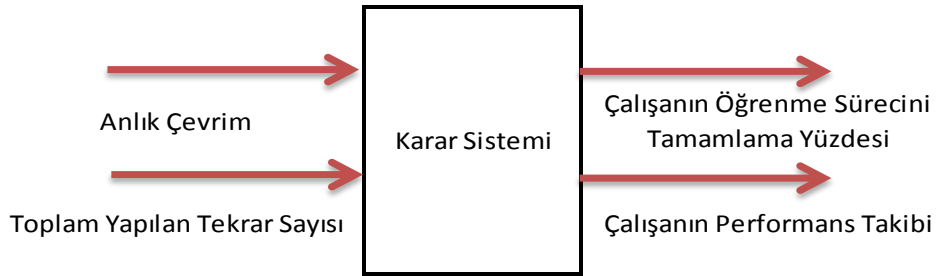 Anlık Çevrim
Toplam Yapılan Tekrar Sayısı
Karar Sistemi
Çalışanın Öğrenme Sürecini
Tamamlama Yüzdesi
Çalışanın Performans Takibi